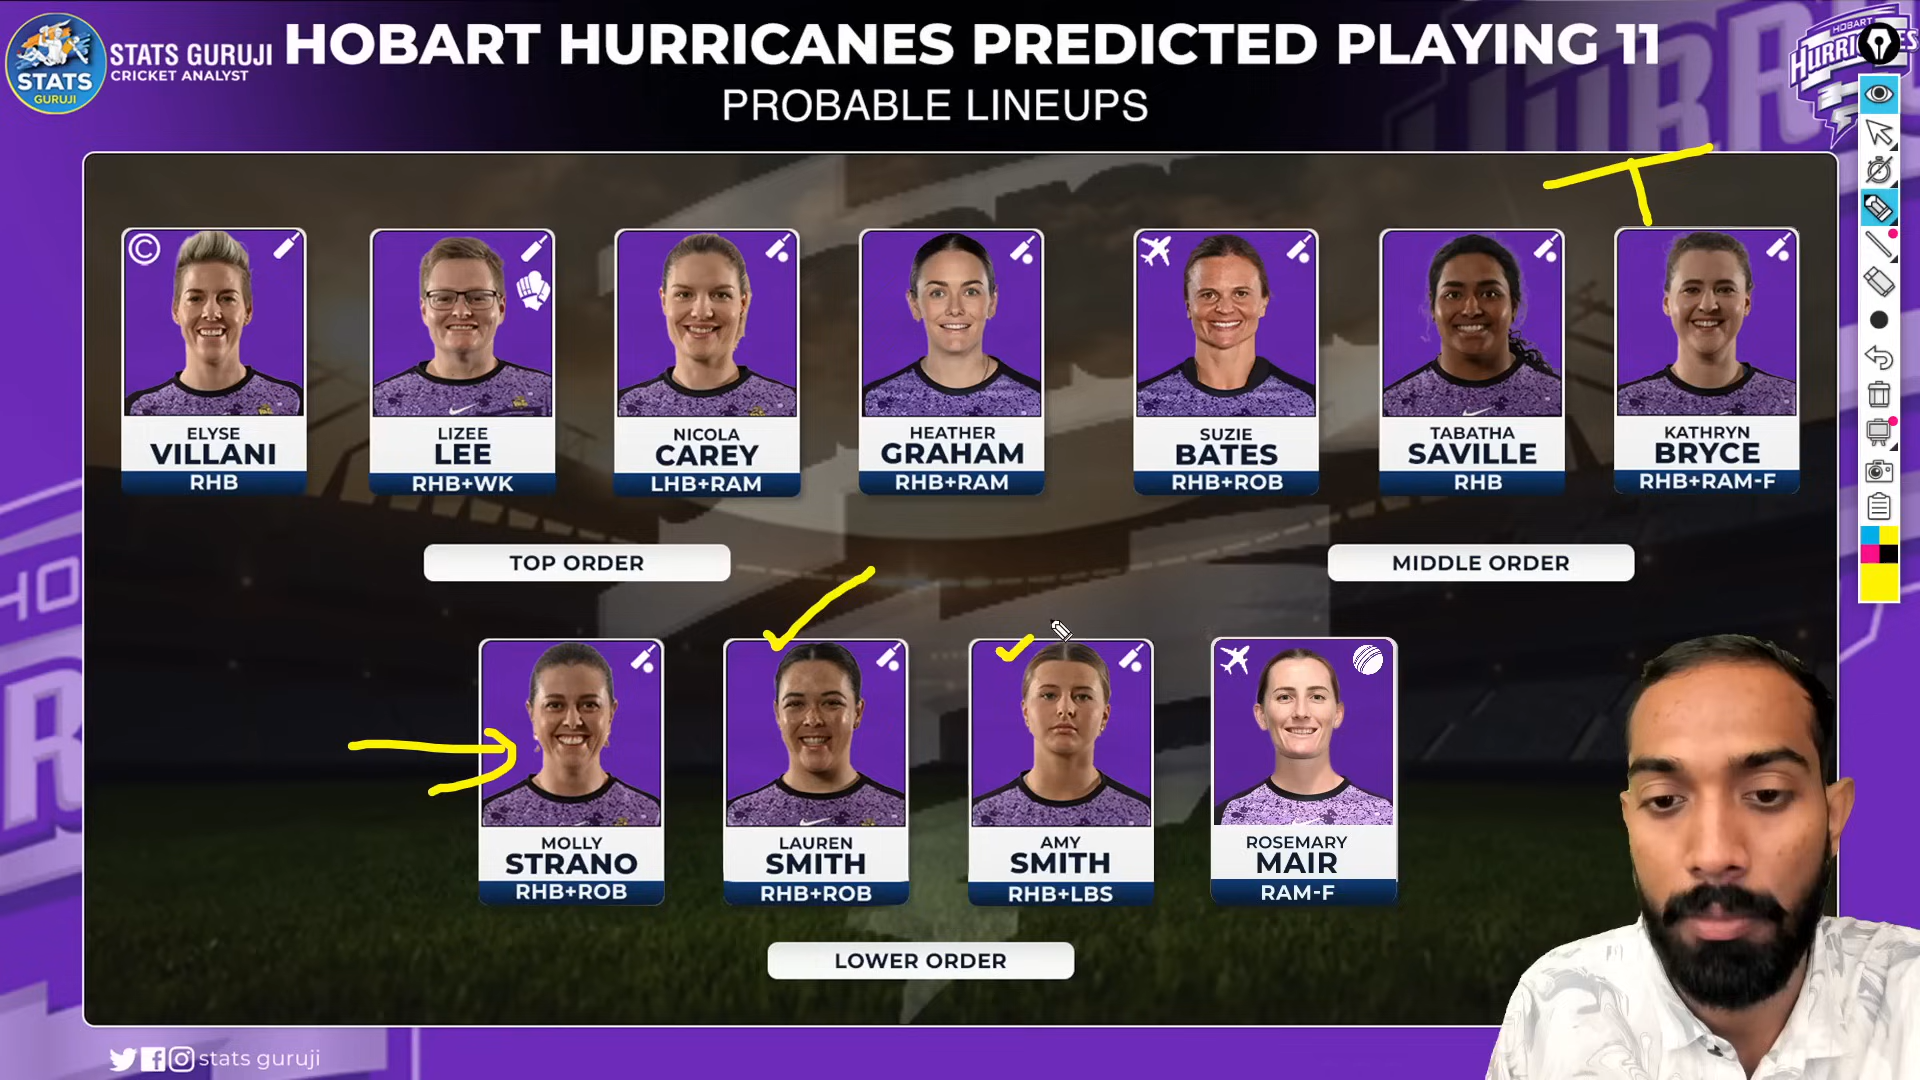 STATS
GURUJI
STATS GURUJI
CRICKET ANALYST
HOBART HURRICANES PREDICTED PLAYING 11
PROBABLE LINEUPS
HOBART
HURRICANES
ELYSE
VILLANI
RHB
LIZEE
LEE
RHB+WK
NICOLA
CAREY
LHB+RAM
HEATHER
GRAHAM
RHB+RAM
SUZIE
BATES
RHB+ROB
TABATHA
SAVILLE
RHB
KATHRYN
BRYCE
RHB+RAM-F
TOP ORDER
MIDDLE ORDER
MOLLY
STRANO
RHB+ROB
LAUREN
SMITH
RHB+ROB
AMY
SMITH
RHB+LBS
ROSEMARY
MAIR
RAM-F
LOWER ORDER
stats guruji